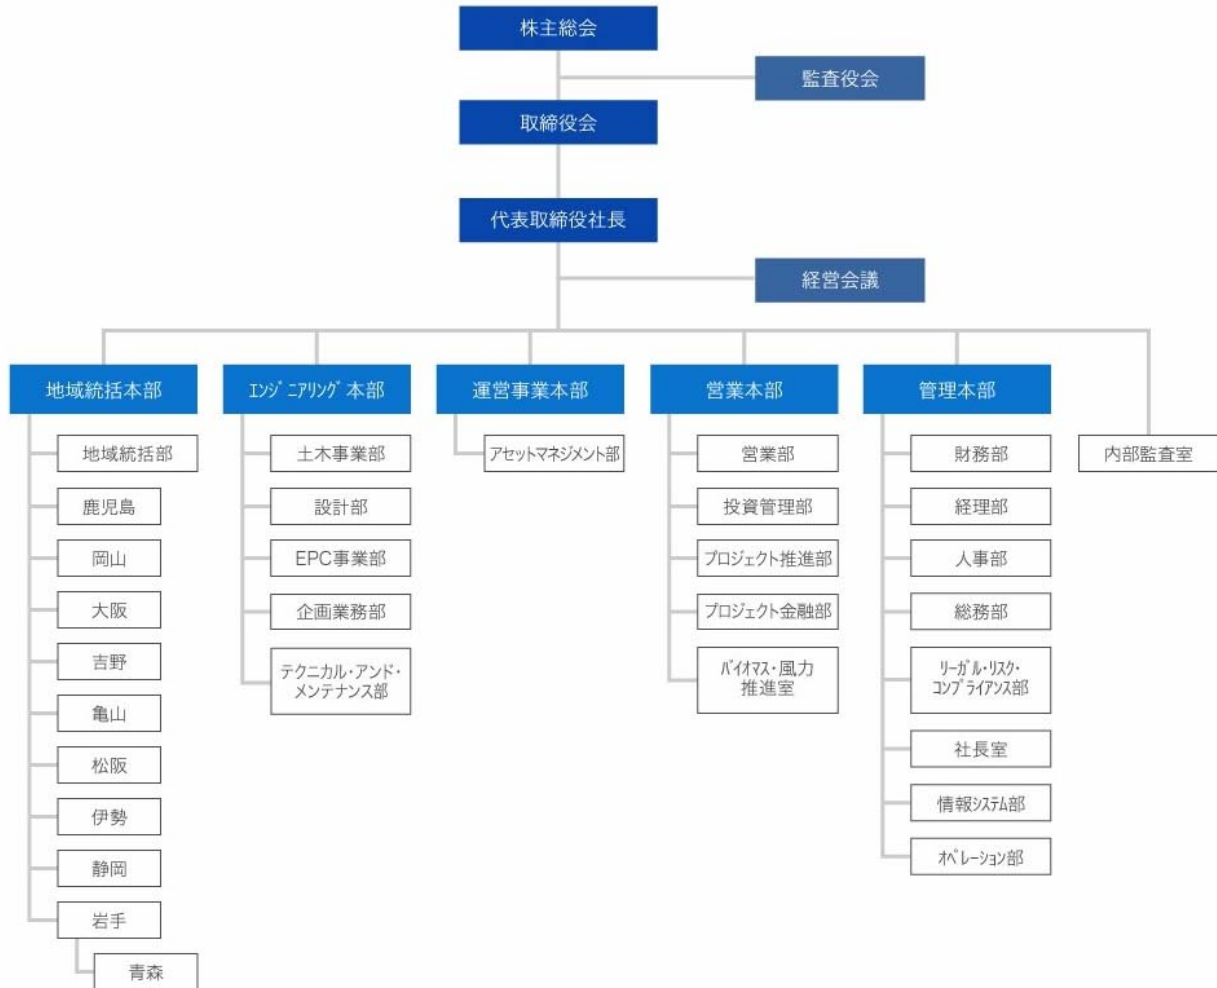 株主総会
監査役会
取締役会
代表取締役社長
経営会議
地域統括本部
地域統括部
鹿児島
岡山
大阪
吉野
亀山
松阪
伊勢
静岡
岩手
青森
ｴﾝｼﾞﾆｱﾘﾝｸﾞ本部
土木事業部
設計部
EPC事業部
企画業務部
テクニカル・アンド・
メンテナンス部
運営事業本部
アセットマネジメント部
営業本部
営業部
投資管理部
プロジェクト推進部
プロジェクト金融部
ﾊﾞｲｵﾏｽ・風力
推進室
管理本部
財務部
経理部
人事部
総務部
ﾘｰｶﾞﾙ・ﾘｽｸ・
ｺﾝﾌﾟﾗｲｱﾝｽ部
社長室
情報ｼｽﾃﾑ部
ｵﾍﾟﾚｰｼｮﾝ部
内部監査室